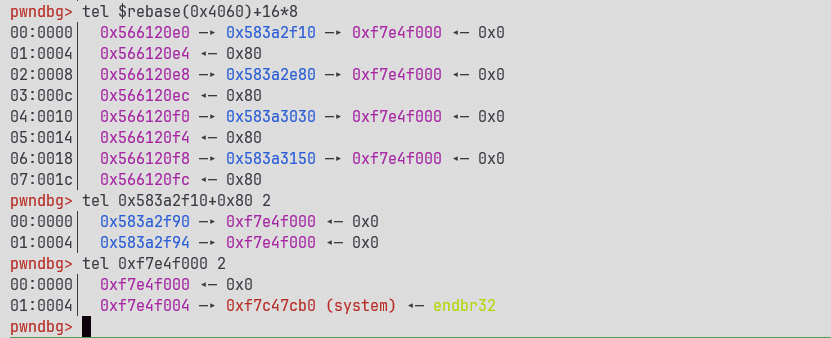 pwndbg> tel $rebase(0x4060)+16*8
00:0000│  0x566120e0 —▸ 0x583a2f10 —▸ 0xf7e4f000 ◂— 0x0
01:0004│  0x566120e4 ◂— 0x80
02:0008│  0x566120e8 —▸ 0x583a2e80 —▸ 0xf7e4f000 ◂— 0x0
03:000c│  0x566120ec ◂— 0x80
04:0010│  0x566120f0 —▸ 0x583a3030 —▸ 0xf7e4f000 ◂— 0x0
05:0014│  0x566120f4 ◂— 0x80
06:0018│  0x566120f8 —▸ 0x583a3150 —▸ 0xf7e4f000 ◂— 0x0
07:001c│  0x566120fc ◂— 0x80
pwndbg> tel 0x583a2f10+0x80 2
00:0000│  0x583a2f90 —▸ 0xf7e4f000 ◂— 0x0
01:0004│  0x583a2f94 —▸ 0xf7e4f000 ◂— 0x0
pwndbg> tel 0xf7e4f000 2
00:0000│  0xf7e4f000 ◂— 0x0
01:0004│  0xf7e4f004 —▸ 0xf7c47cb0 (system) ◂— endbr32
pwndbg>